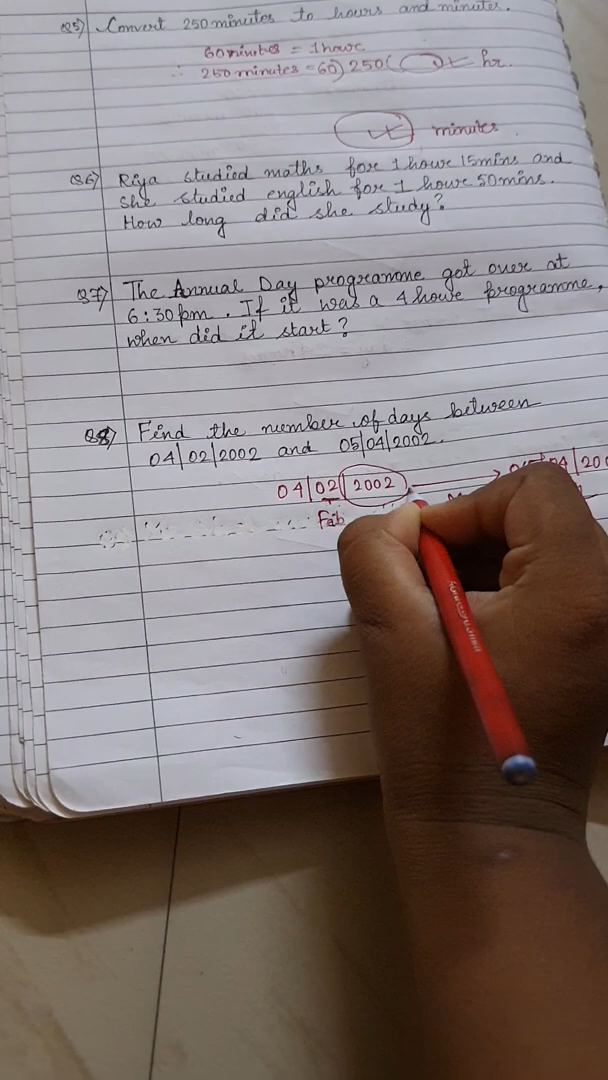 Q5) Convert 250 minutes to hours and minutes.
60 minutes = 1 hour
∴ 250 minutes = 60) 250 ( hr.
minutes
Q6) Riya studied maths for 1 hour 15 mins and
she studied english for 1 hour 50 mins.
How long did she study?
Q7) The Annual Day programme got over at
6:30 pm. If it was a 4 hour programme,
when did it start?
Q8) Find the number of days between
04/02/2002 and 05/04/2002.
04/02/2002
Feb